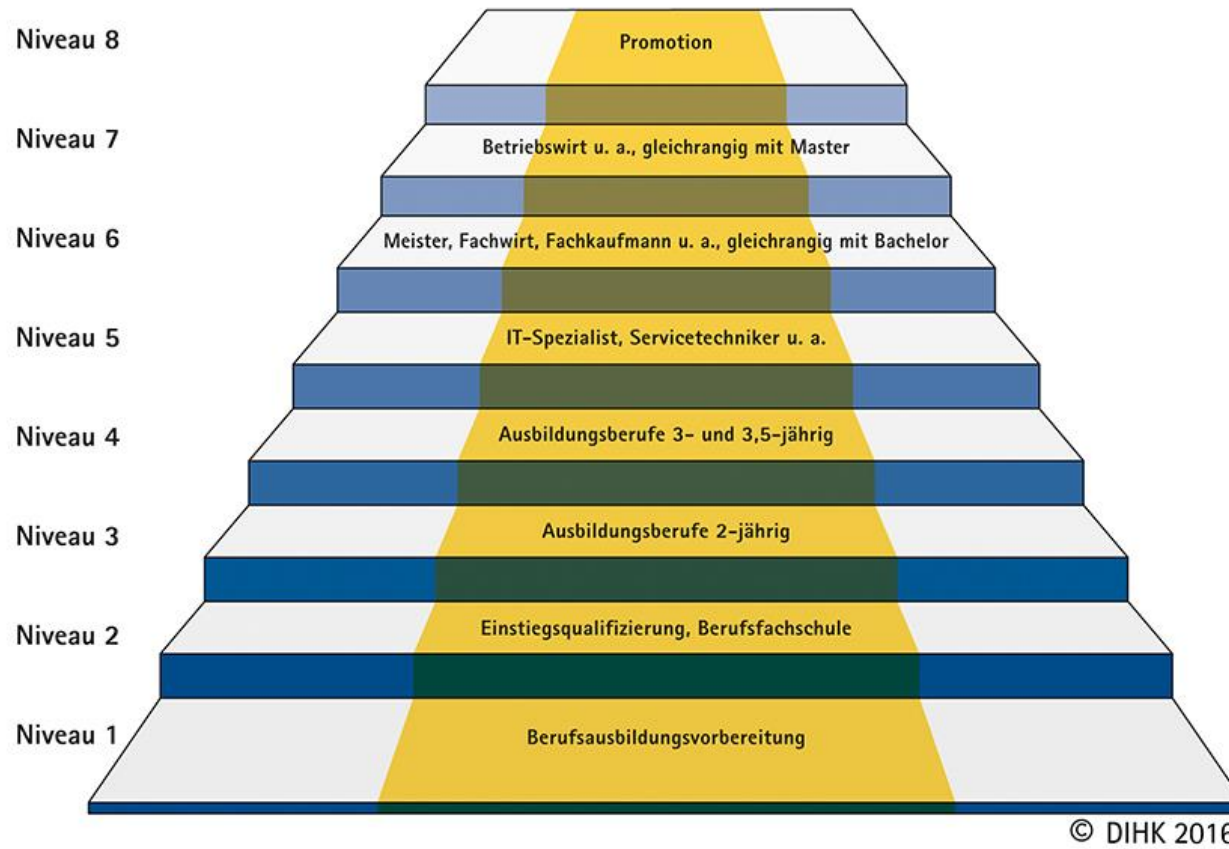 Niveau 8
Promotion
Niveau 7
Betriebswirt u. a., gleichrangig mit Master
Niveau 6
Meister, Fachwirt, Fachkaufmann u. a., gleichrangig mit Bachelor
Niveau 5
IT-Spezialist, Servicetechniker u. a.
Niveau 4
Ausbildungsberufe 3- und 3,5-jährig
Niveau 3
Ausbildungsberufe 2-jährig
Niveau 2
Einstiegsqualifizierung, Berufsfachschule
Niveau 1
Berufsausbildungsvorbereitung
© DIHK 2016